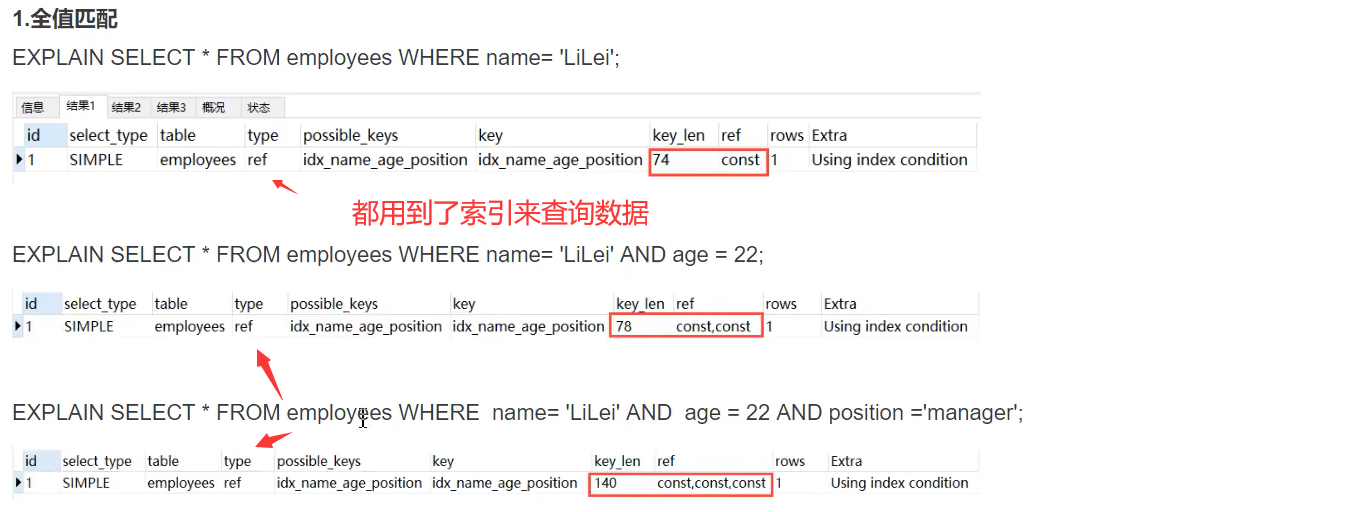 1.全值匹配
EXPLAIN SELECT * FROM employees WHERE name= 'LiLei';
信息 结果1 结果2 结果3 概况 状态
id select_type table type possible_keys key key_len ref rows Extra
1 SIMPLE employees ref idx_name_age_position idx_name_age_position 74 const 1 Using index condition
都用到了索引来查询数据
EXPLAIN SELECT * FROM employees WHERE name= 'LiLei' AND age = 22;
id select_type table type possible_keys key key_len ref rows Extra
1 SIMPLE employees ref idx_name_age_position idx_name_age_position 78 const,const 1 Using index condition
EXPLAIN SELECT * FROM employees WHERE name= 'LiLei' AND age = 22 AND position ='manager';
id select_type table type possible_keys key key_len ref rows Extra
1 SIMPLE employees ref idx_name_age_position idx_name_age_position 140 const,const,const 1 Using index condition